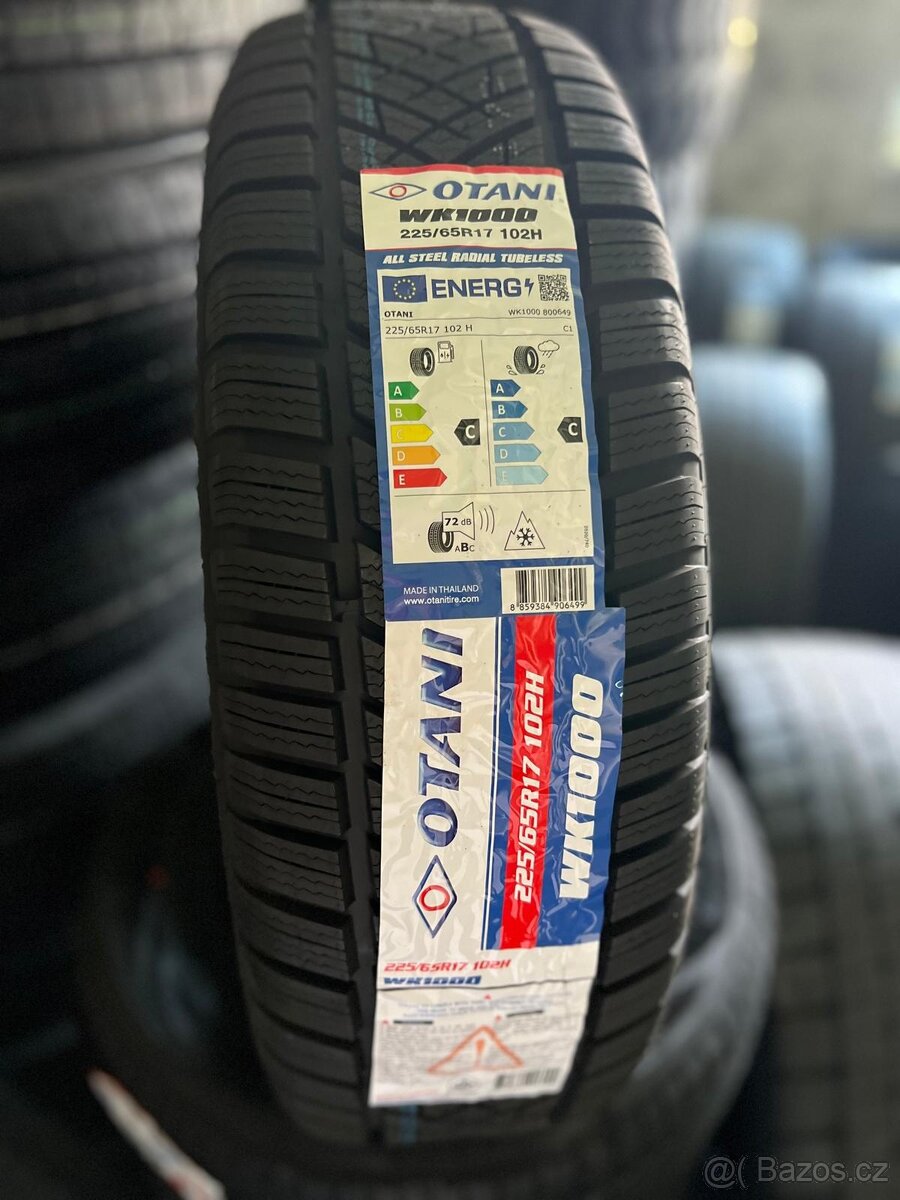 OTANI
WK1000
225/65R17 102H
ALL STEEL RADIAL TUBELESS
ENERG
OTANI
WK1000 800649
225/65R17 102 H
C1
A
B
C
D
E
C
A
B
C
D
E
C
72 dB
ABC
2020/740
MADE IN THAILAND
www.otanitire.com
8 859384 906499
OTANI
225/65R17 102H
WK1000
225/65R17 102H
WK1000
@( Bazos.cz